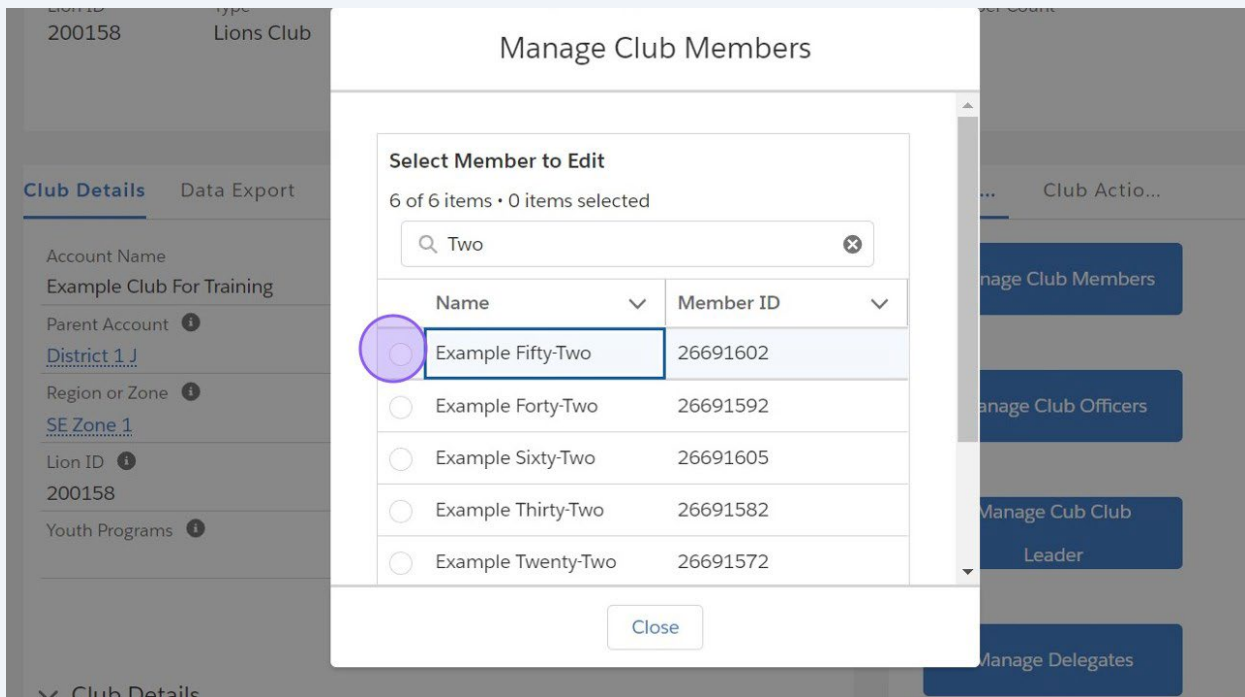 Lion ID
Type
200158
Lions Club
Manage Club Members
Select Member to Edit
6 of 6 items • 0 items selected
Two
Name
Member ID
Example Fifty-Two
26691602
Example Forty-Two
26691592
Example Sixty-Two
26691605
Example Thirty-Two
26691582
Example Twenty-Two
26691572
Close
Club Details
Data Export
Account Name
Example Club For Training
Parent Account
District 1 J
Region or Zone
SE Zone 1
Lion ID
200158
Youth Programs
Club Details
...
Club Actio...
Club Members
Club Officers
Manage Cub Club
Leader
Manage Delegates